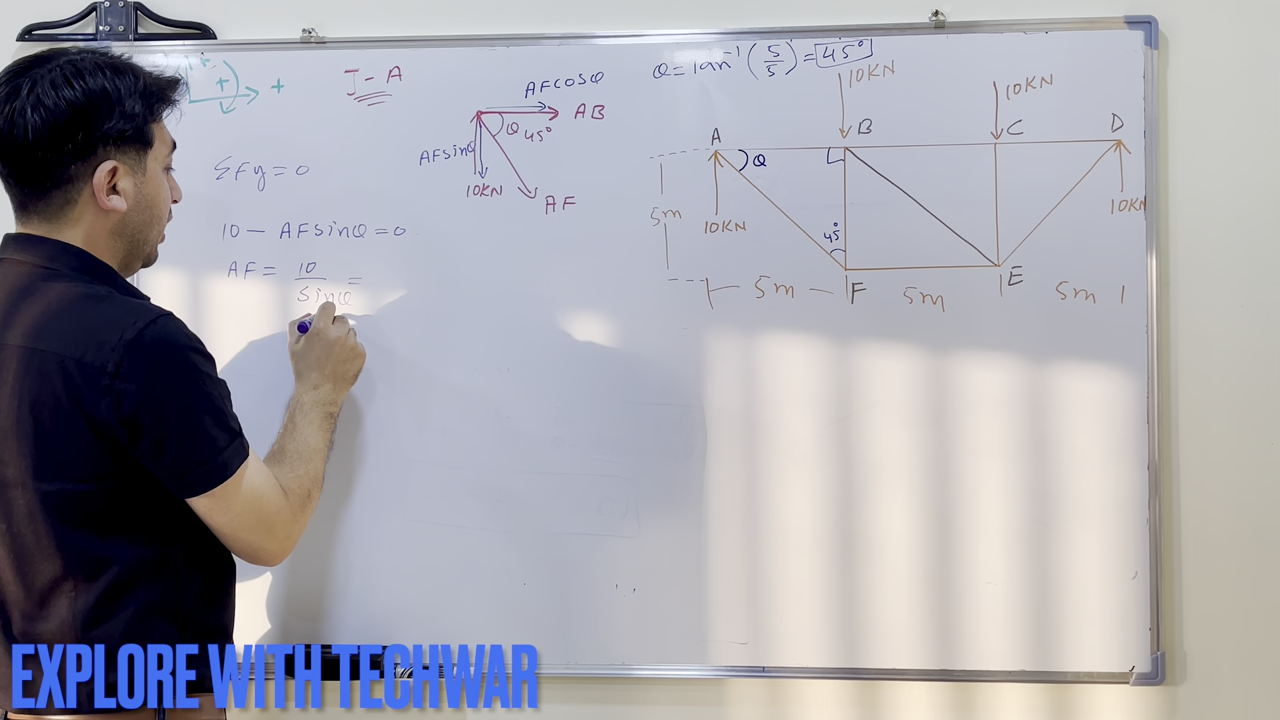 J-A
AFCOSθ
AB
θ 45°
AFsinθ
10KN
AF
ΣFy=0
10 - AFsinθ=0
AF= 10/Sinθ =
θ=tan⁻¹(5/5)=45°
10KN
10KN
A
B
C
D
θ
10KN
10KN
5m
45°
F
E
5m
5m
5m
+
+
EXPLORE WITH TECHWAR